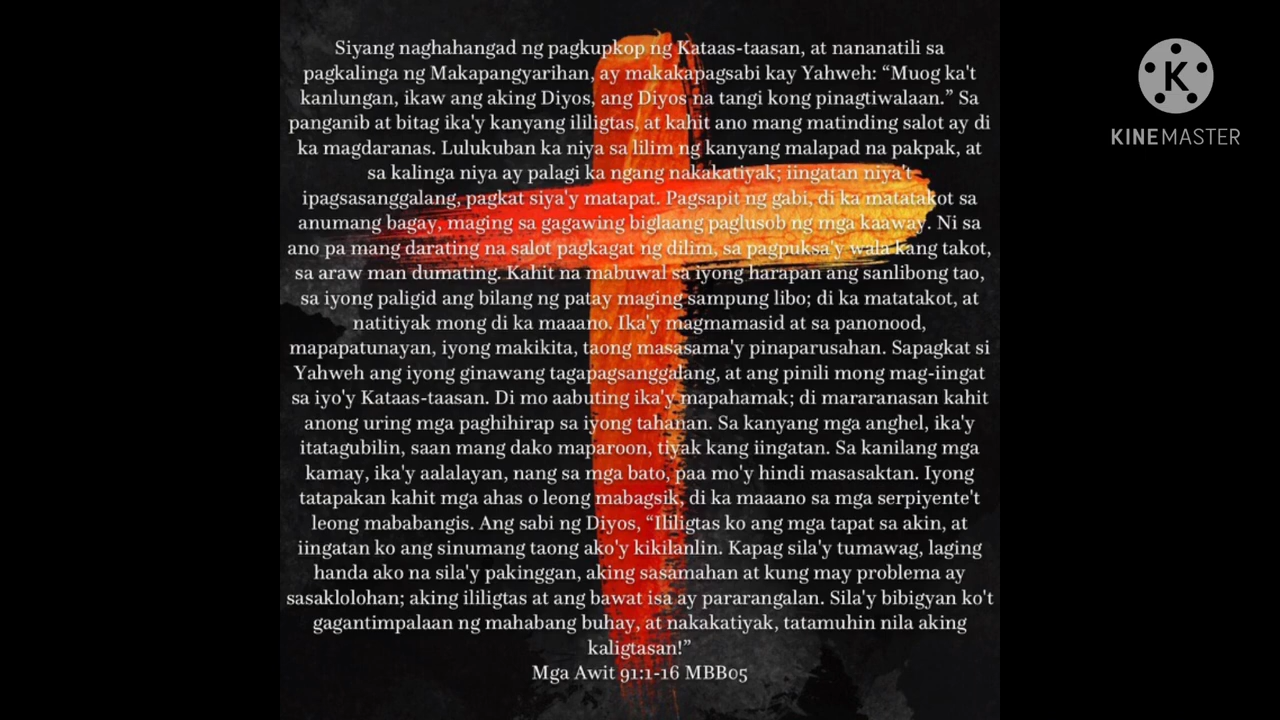 Siyang naghahangad ng pagkupkop ng Kataas-taasan, at nananatili sa
pagkalinga ng Makapangyarihan, ay makakapagsabi kay Yahweh: “Muog ka't
kanlungan, ikaw ang aking Diyos, ang Diyos na tangi kong pinagtiwalaan.” Sa
panganib at bitag ika'y kanyang ililigtas, at kahit ano mang matinding salot ay di
ka magdaranas. Lulukuban ka niya sa lilim ng kanyang malapad na pakpak, at
sa kalinga niya ay palagi ka ngang nakakatiyak; iingatan niya't
ipagsasanggalang, pagkat siya'y matapat. Pagsapit ng gabi, di ka matatakot sa
anumang bagay, maging sa gagawing biglaang paglusob ng mga kaaway. Ni sa
ano pa mang darating na salot pagkagat ng dilim, sa pagpuksa'y wala kang takot,
sa araw man dumating. Kahit na mabuwal sa iyong harapan ang sanlibong tao,
sa iyong paligid ang bilang ng patay maging sampung libo; di ka matatakot, at
natitiyak mong di ka maaano. Ika'y magmamasid at sa panonood,
mapapatunayan, iyong makikita, taong masasama'y pinaparusahan. Sapagkat si
Yahweh ang iyong ginawang tagapagsanggalang, at ang pinili mong mag-iingat
sa iyo'y Kataas-taasan. Di mo aabuting ika'y mapahamak; di mararanasan kahit
anong uring mga paghihirap sa iyong tahanan. Sa kanyang mga anghel, ika'y
itatagubilin, saan mang dako maparoon, tiyak kang iingatan. Sa kanilang mga
kamay, ika'y aalalayan, nang sa mga bato, paa mo'y hindi masasaktan. Iyong
tatapakan kahit mga ahas o leong mabagsik, di ka maaano sa mga serpiyente't
leong mababangis. Ang sabi ng Diyos, “Ililigtas ko ang mga tapat sa akin, at
iingatan ko ang sinumang taong ako'y kikilanlin. Kapag sila'y tumawag, laging
handa ako na sila'y pakinggan, aking sasamahan at kung may problema ay
sasaklolohan; aking ililigtas at ang bawat isa ay pararangalan. Sila'y bibigyan ko't
gagantimpalaan ng mahabang buhay, at nakakatiyak, tatamuhin nila aking
kaligtasan!”
Mga Awit 91:1-16 MBB05
K
KINEMASTER